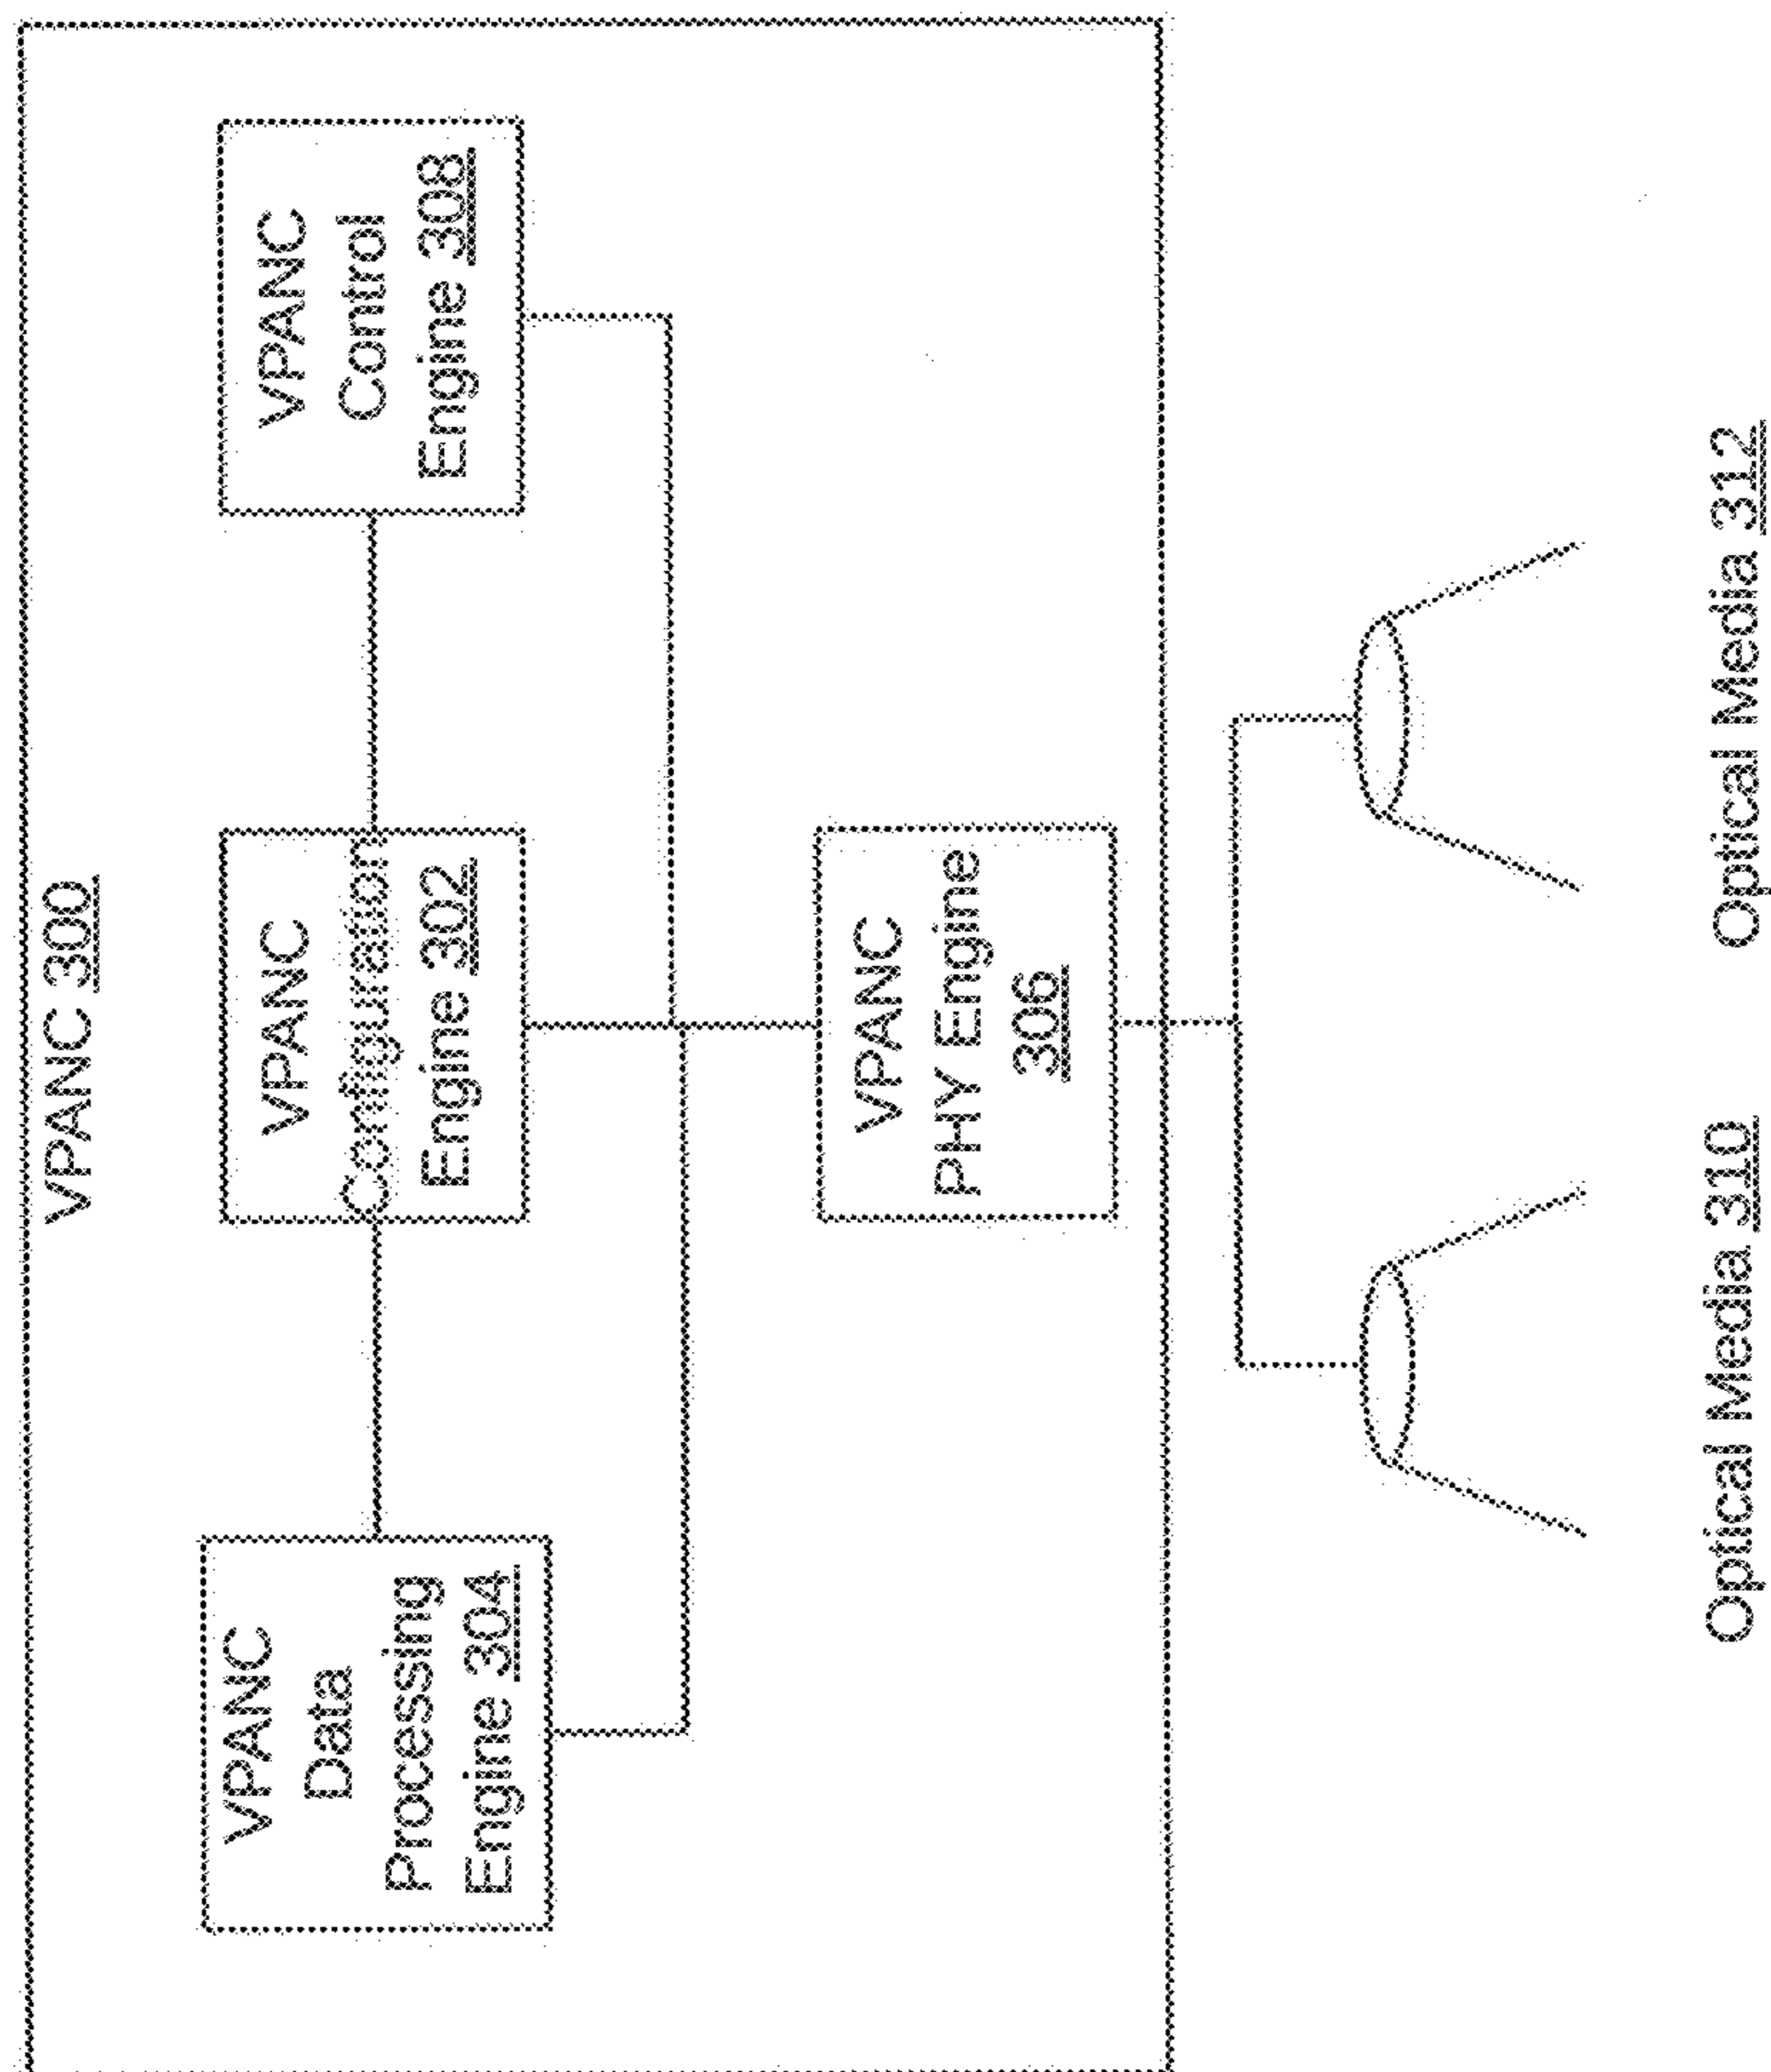 VPANC 300
VPANC
Data
Processing
Engine 304
VPANC
Configuration
Engine 302
VPANC
Control
Engine 308
VPANC
PHY Engine
306
Optical Media 310
Optical Media 312